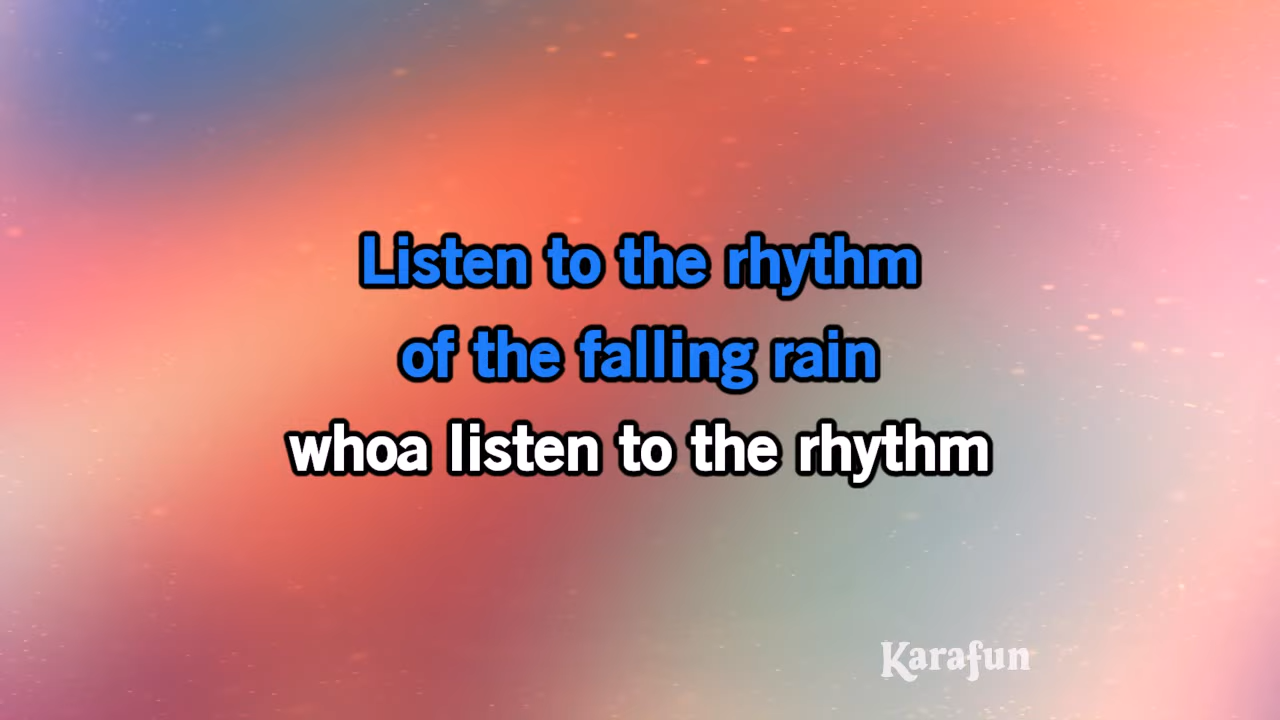 Listen to the rhythm
of the falling rain
whoa listen to the rhythm
Karafun